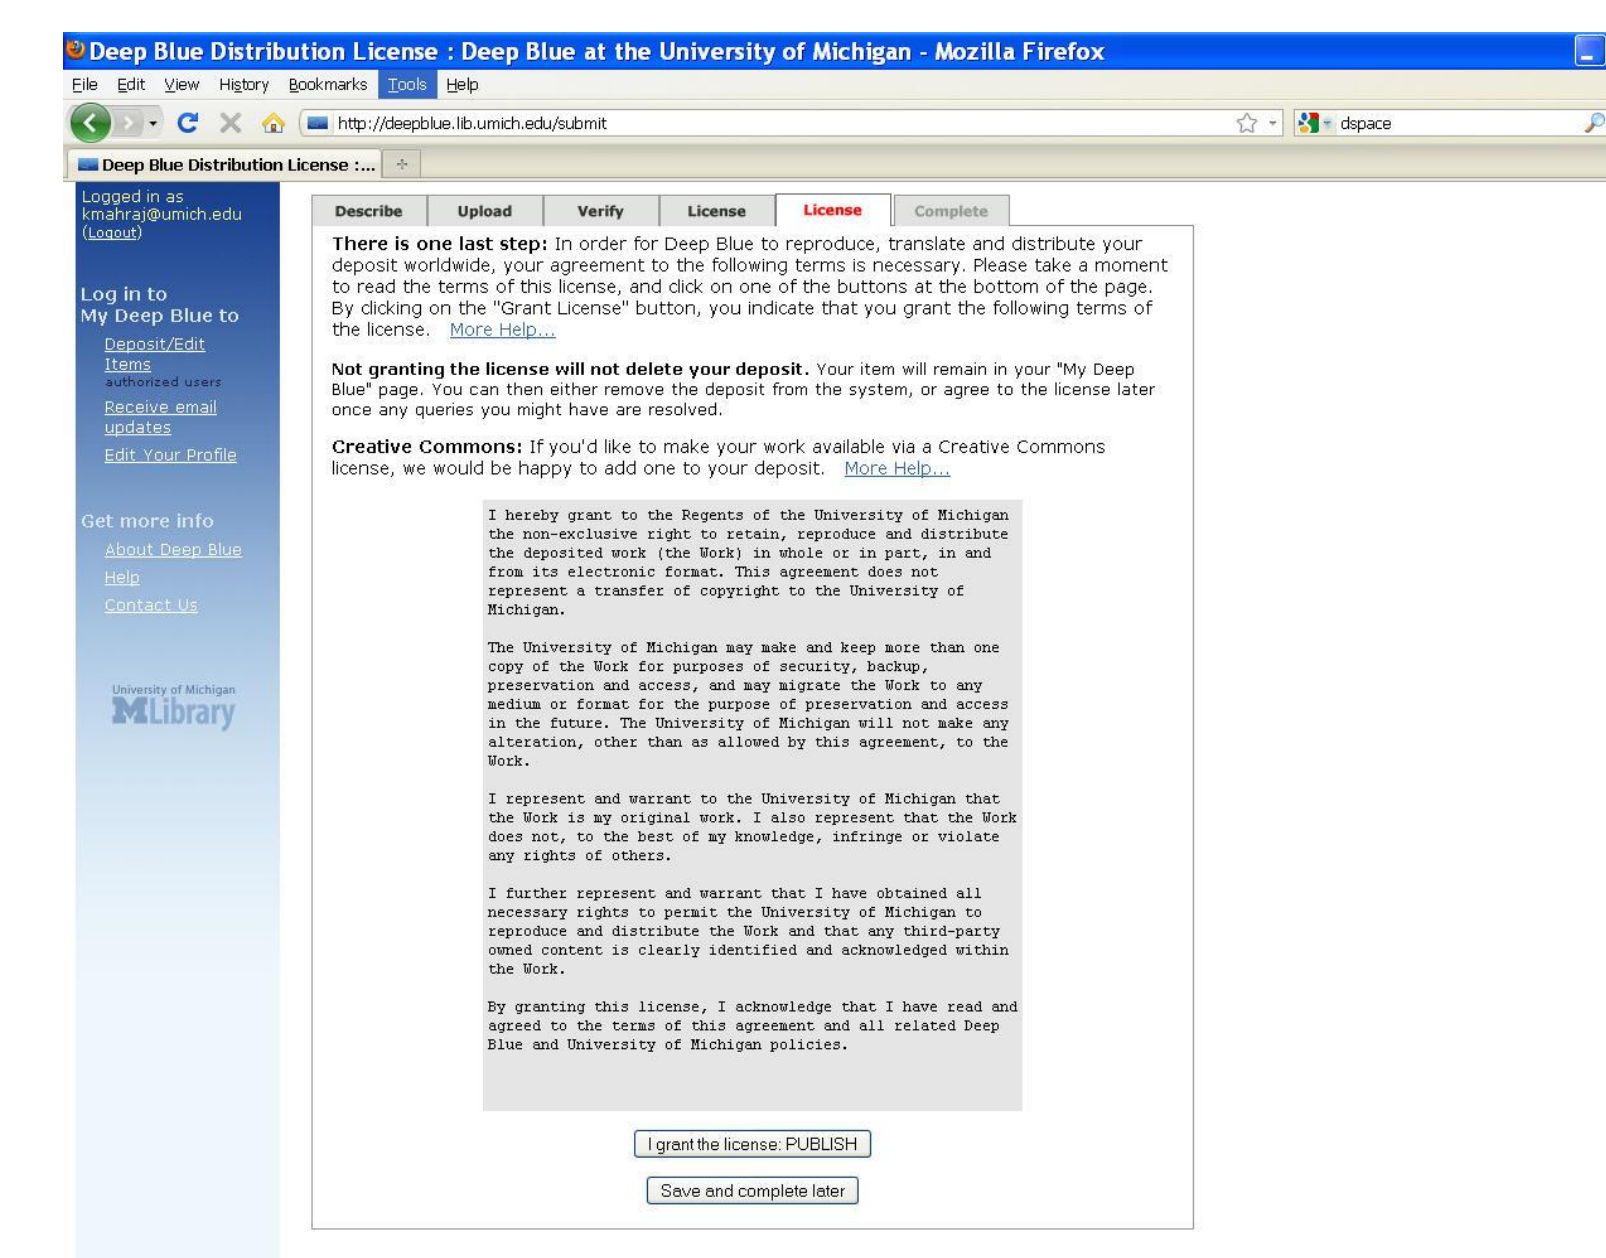 Deep Blue Distribution License : Deep Blue at the University of Michigan - Mozilla Firefox
File Edit View History Bookmarks Tools Help
http://deepblue.lib.umich.edu/submit
dspace
Deep Blue Distribution License :...
Logged in as
kmahraj@umich.edu
(Logout)
Log in to
My Deep Blue to
Deposit/Edit
Items
authorized users
Receive email
updates
Edit Your Profile
Get more info
About Deep Blue
Help
Contact Us
University of Michigan
MLibrary
Describe Upload Verify License License Complete
There is one last step: In order for Deep Blue to reproduce, translate and distribute your
deposit worldwide, your agreement to the following terms is necessary. Please take a moment
to read the terms of this license, and click on one of the buttons at the bottom of the page.
By clicking on the "Grant License" button, you indicate that you grant the following terms of
the license. More Help...
Not granting the license will not delete your deposit. Your item will remain in your "My Deep
Blue" page. You can then either remove the deposit from the system, or agree to the license later
once any queries you might have are resolved.
Creative Commons: If you'd like to make your work available via a Creative Commons
license, we would be happy to add one to your deposit. More Help...
I hereby grant to the Regents of the University of Michigan
the non-exclusive right to retain, reproduce and distribute
the deposited work (the Work) in whole or in part, in and
from its electronic format. This agreement does not
represent a transfer of copyright to the University of
Michigan.
The University of Michigan may make and keep more than one
copy of the Work for purposes of security, backup,
preservation and access, and may migrate the Work to any
medium or format for the purpose of preservation and access
in the future. The University of Michigan will not make any
alteration, other than as allowed by this agreement, to the
Work.
I represent and warrant to the University of Michigan that
the Work is my original work. I also represent that the Work
does not, to the best of my knowledge, infringe or violate
any rights of others.
I further represent and warrant that I have obtained all
necessary rights to permit the University of Michigan to
reproduce and distribute the Work and that any third-party
owned content is clearly identified and acknowledged within
the Work.
By granting this license, I acknowledge that I have read and
agreed to the terms of this agreement and all related Deep
Blue and University of Michigan policies.
I grant the license: PUBLISH
Save and complete later